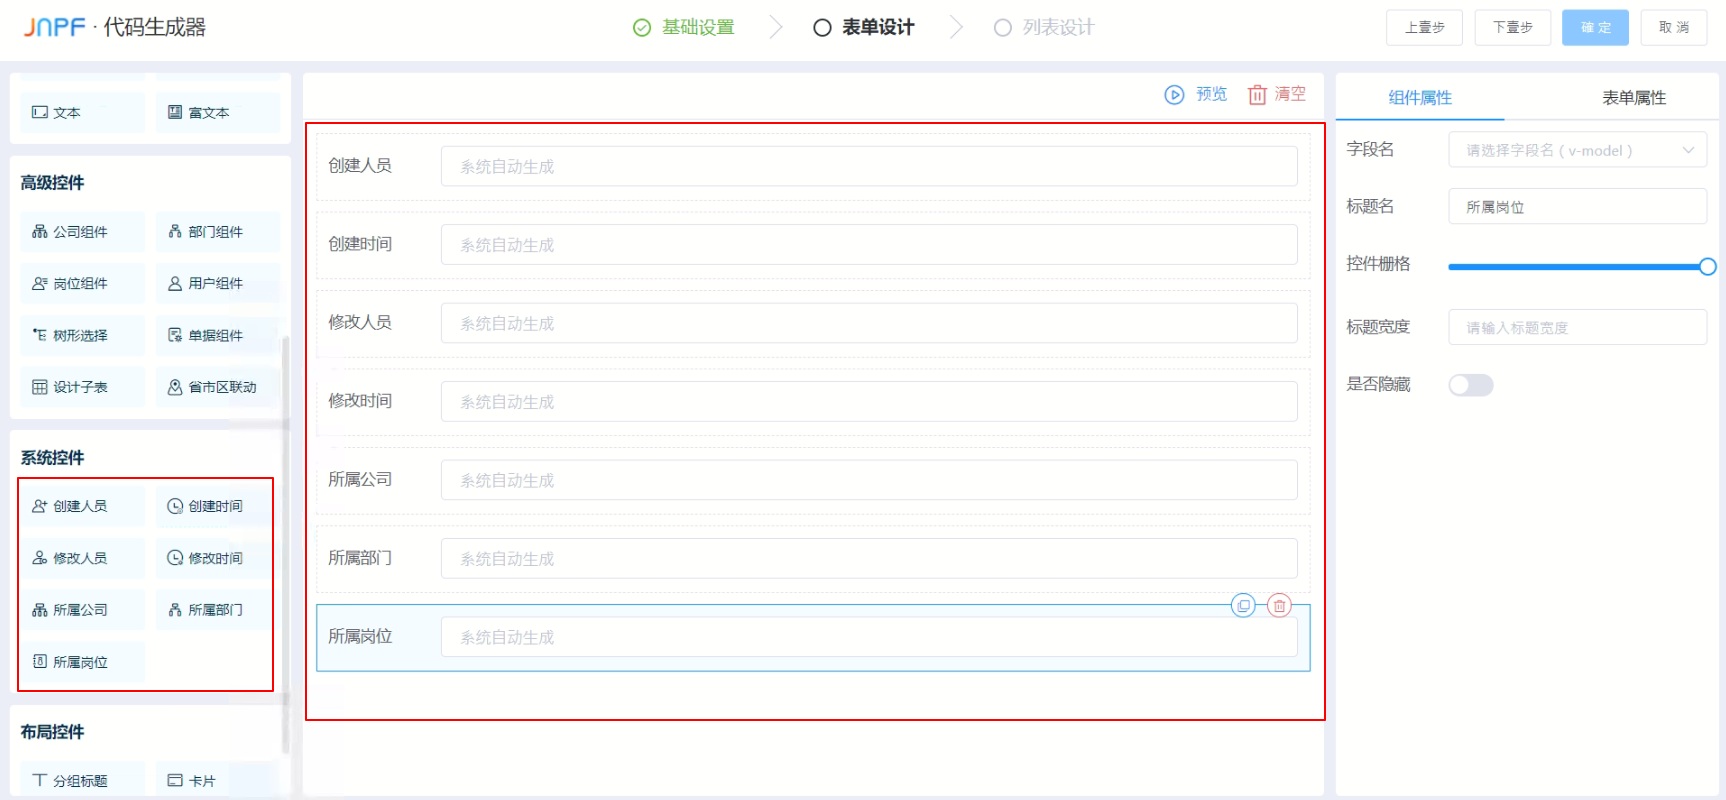 JNPF · 代码生成器
基础设置
表单设计
列表设计
上壹步
下壹步
確 定
取 消
文本
富文本
高级控件
公司组件
部门组件
岗位组件
用户组件
树形选择
单据组件
设计子表
省市区联动
系统控件
创建人员
创建时间
修改人员
修改时间
所属公司
所属部门
所属岗位
布局控件
分组标题
卡片
预览
清空
创建人员 系统自动生成
创建时间 系统自动生成
修改人员 系统自动生成
修改时间 系统自动生成
所属公司 系统自动生成
所属部门 系统自动生成
所属岗位 系统自动生成
组件属性
表单属性
字段名 请选择字段名 ( v-model )
标题名 所属岗位
控件栅格
标题宽度 请输入标题宽度
是否隐藏